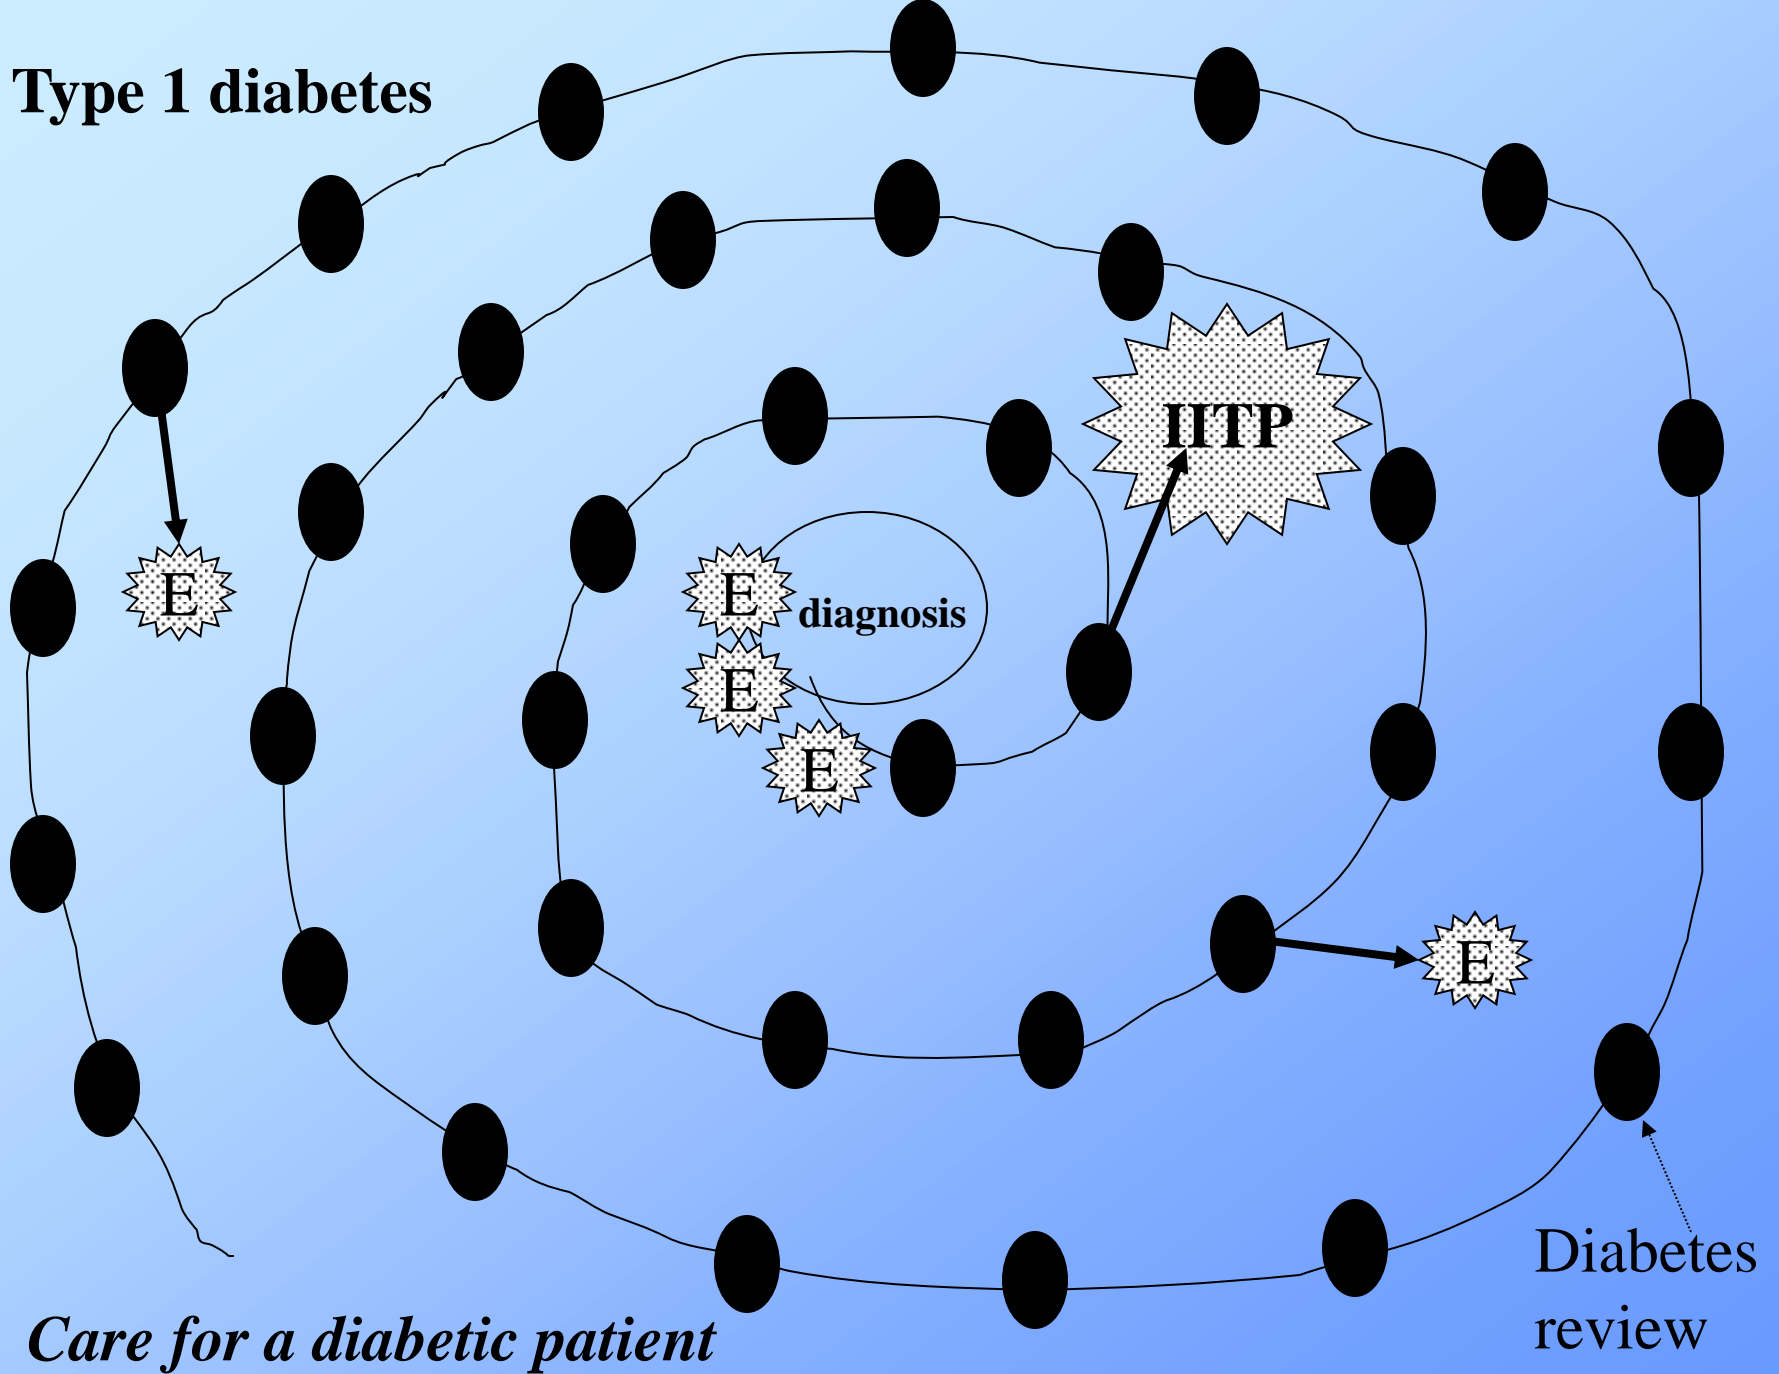 Type 1 diabetes
IITP
E
E
diagnosis
E
E
E
Diabetes
review
Care for a diabetic patient